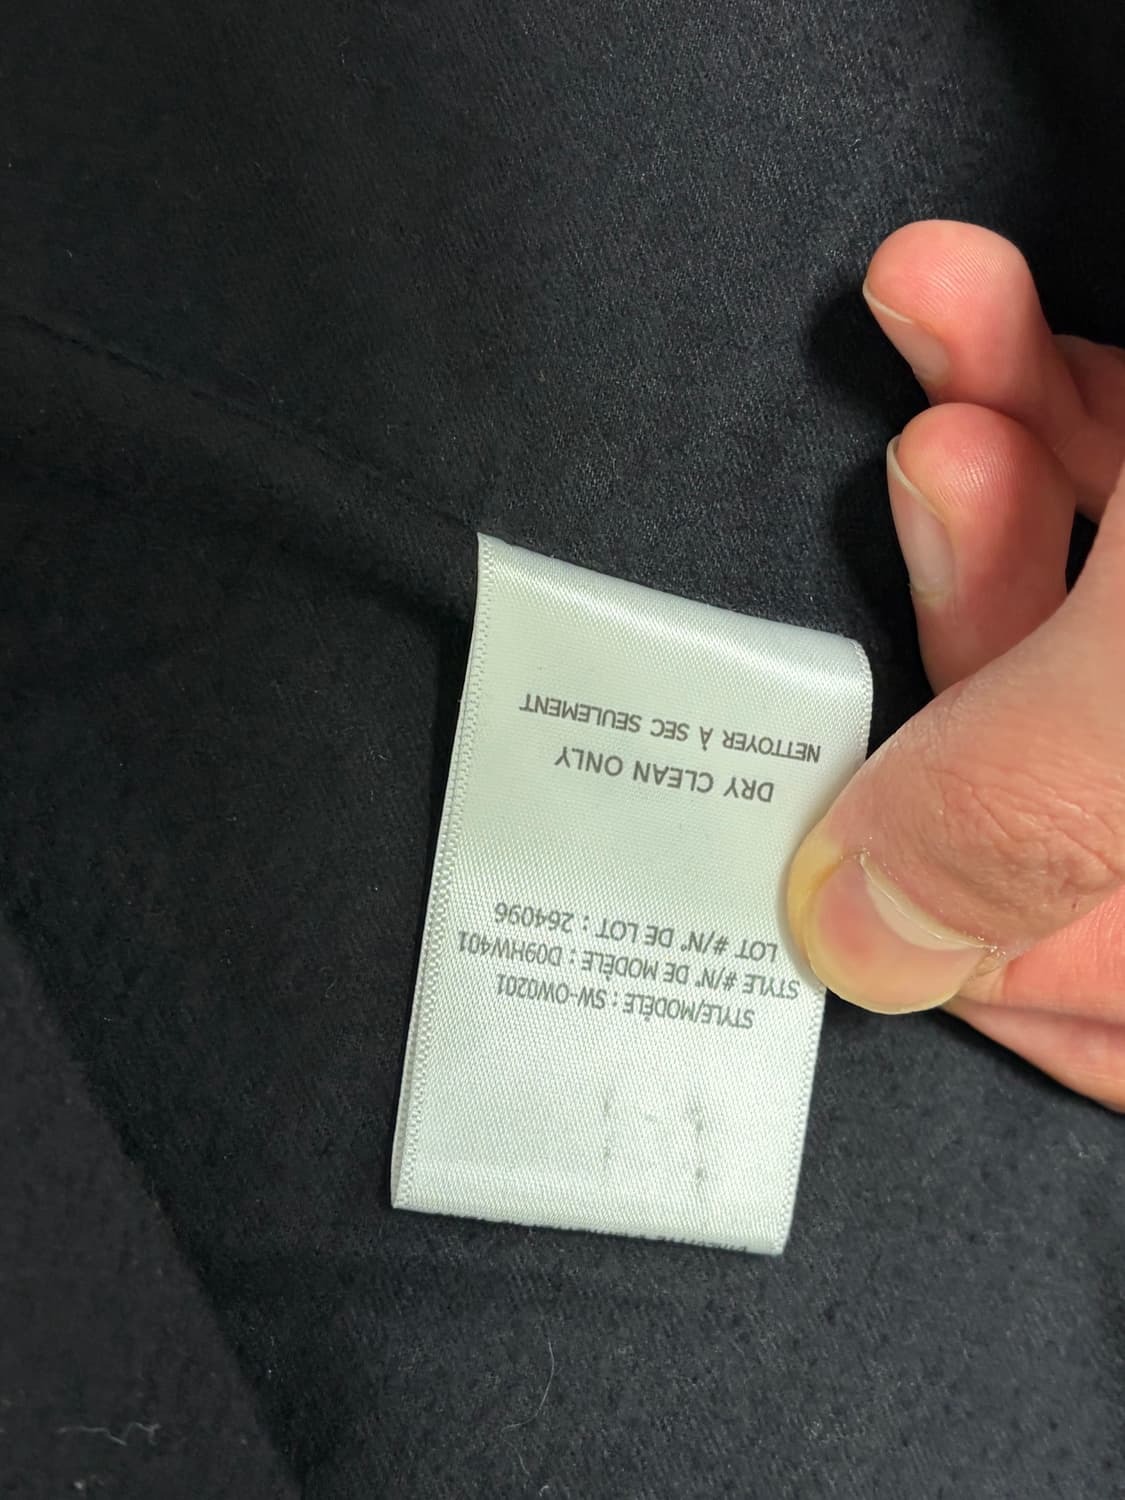 STYLE/MODÈLE : SW-OW0201
STYLE #/N° DE MODÈLE : D09HW401
LOT #/N° DE LOT : 264096
DRY CLEAN ONLY
NETTOYER À SEC SEULEMENT